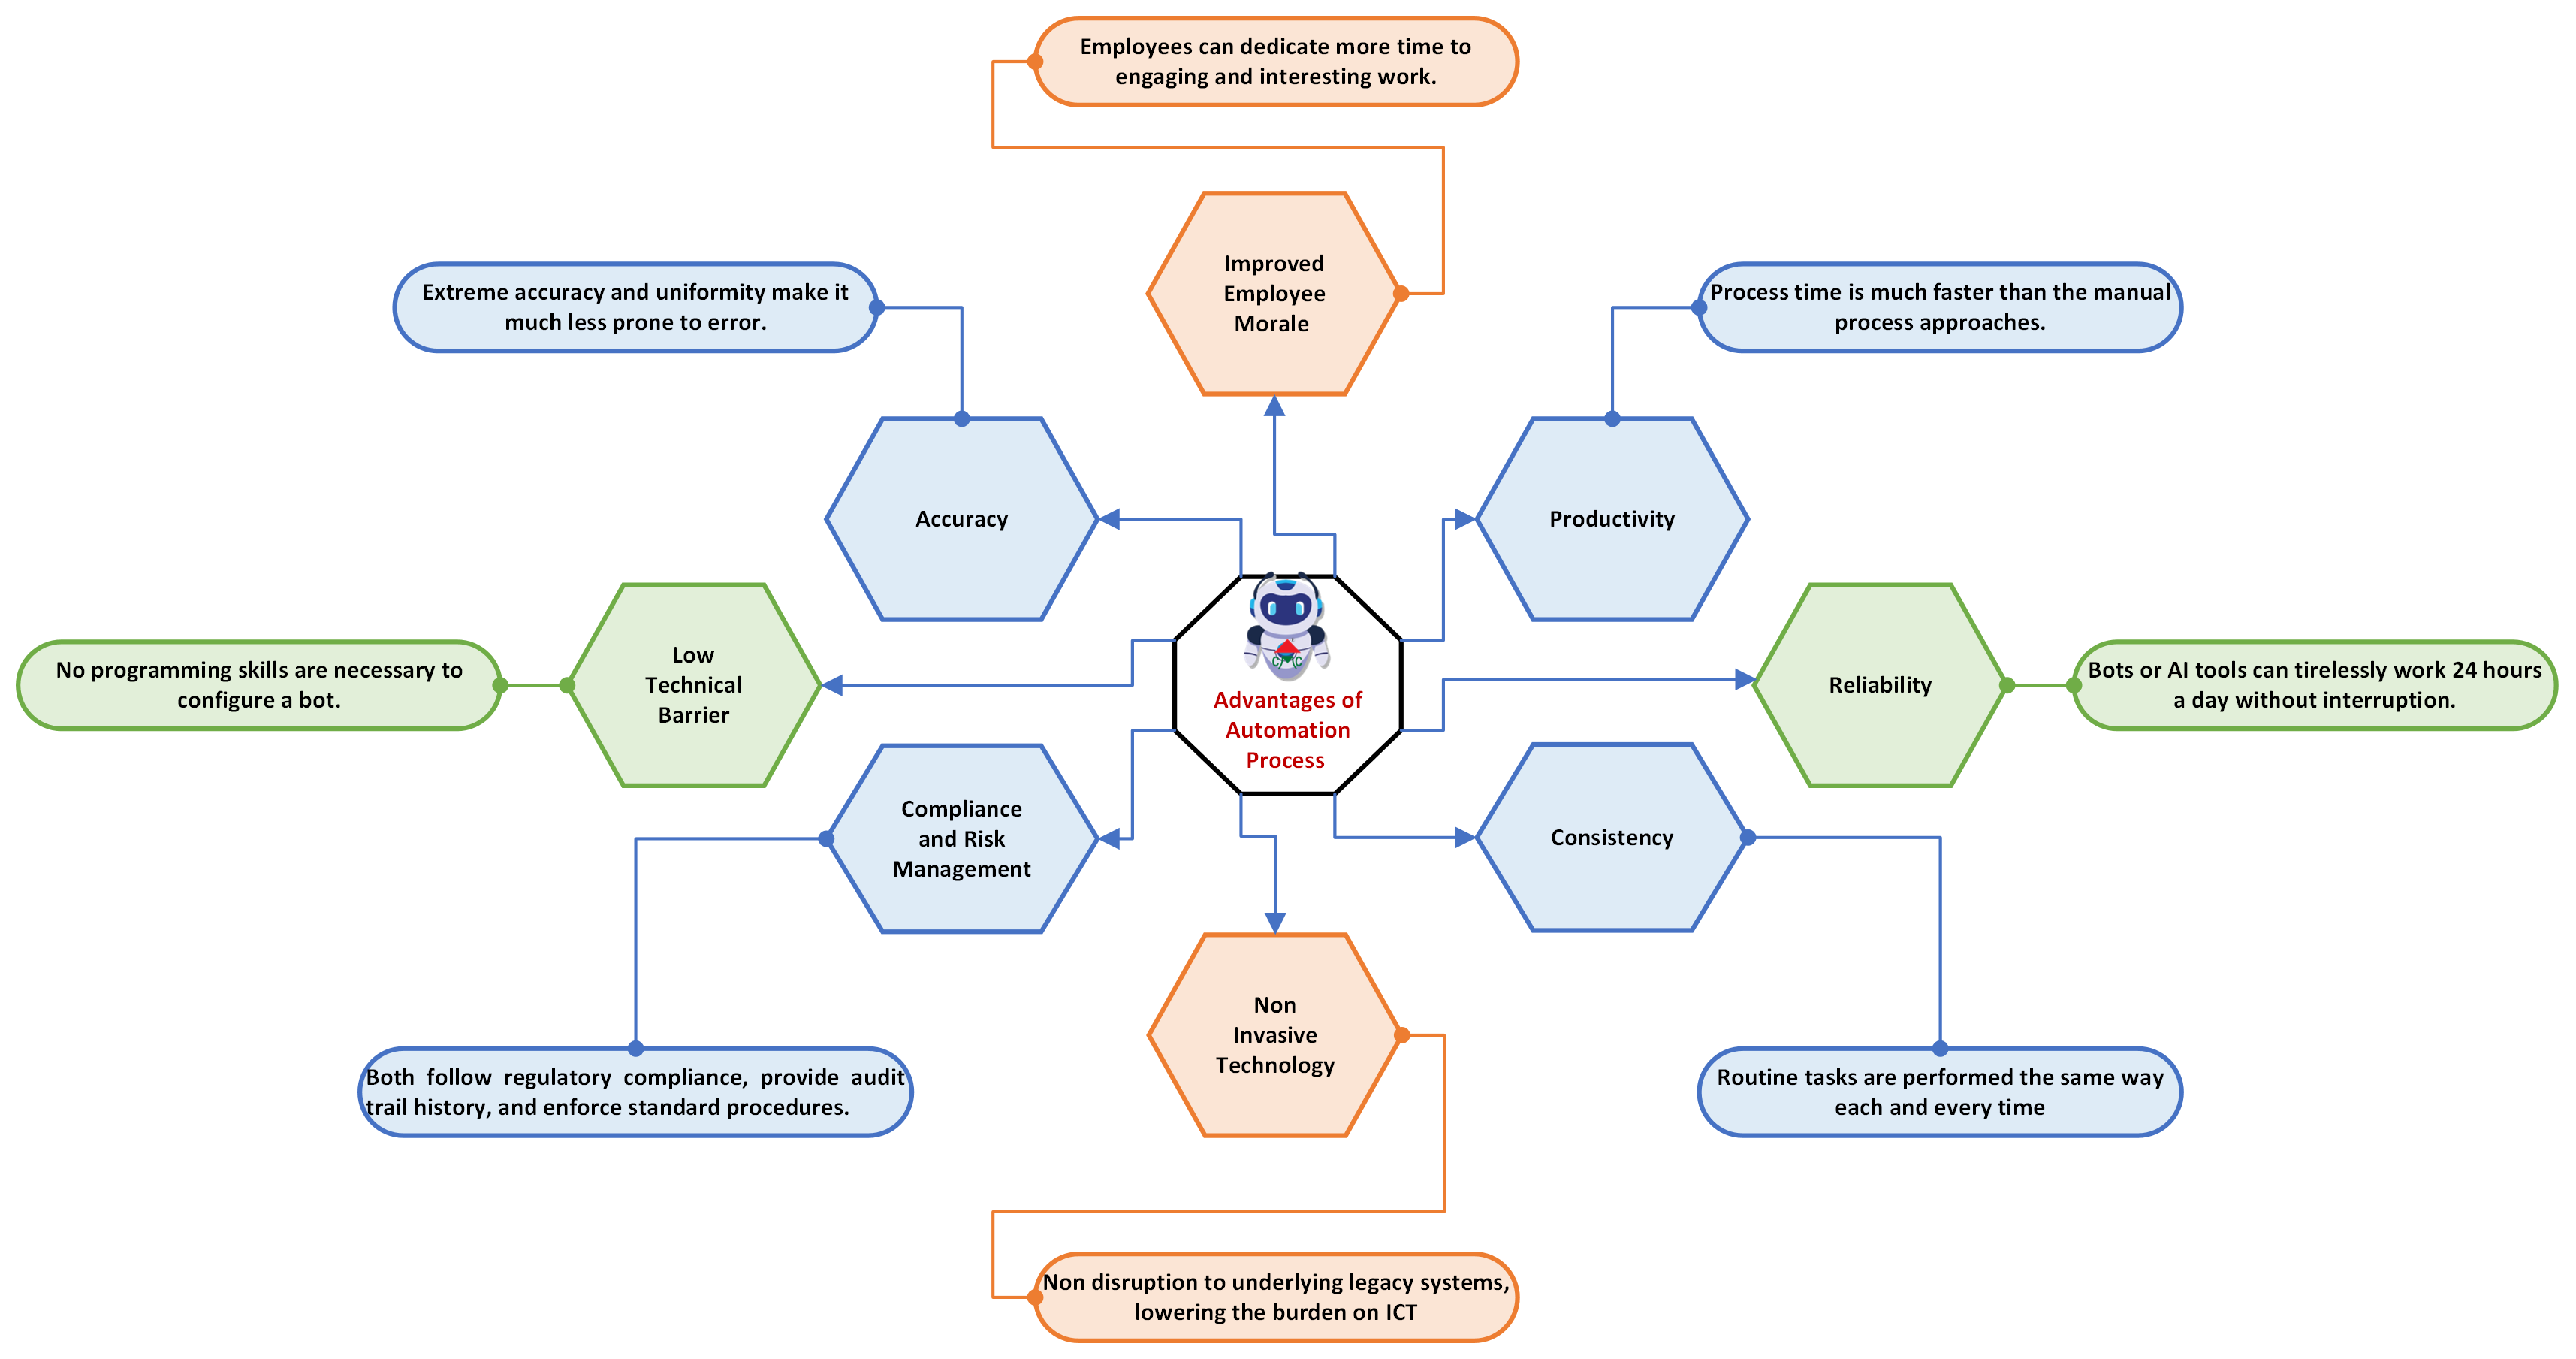 Employees can dedicate more time to
engaging and interesting work.
Improved
Employee
Morale
Extreme accuracy and uniformity make it
much less prone to error.
Process time is much faster than the manual
process approaches.
Accuracy
Productivity
No programming skills are necessary to
configure a bot.
Low
Technical
Barrier
Advantages of
Automation
Process
Reliability
Bots or AI tools can tirelessly work 24 hours
a day without interruption.
Compliance
and Risk
Management
Consistency
Non
Invasive
Technology
Both follow regulatory compliance, provide audit
trail history, and enforce standard procedures.
Routine tasks are performed the same way
each and every time
Non disruption to underlying legacy systems,
lowering the burden on ICT